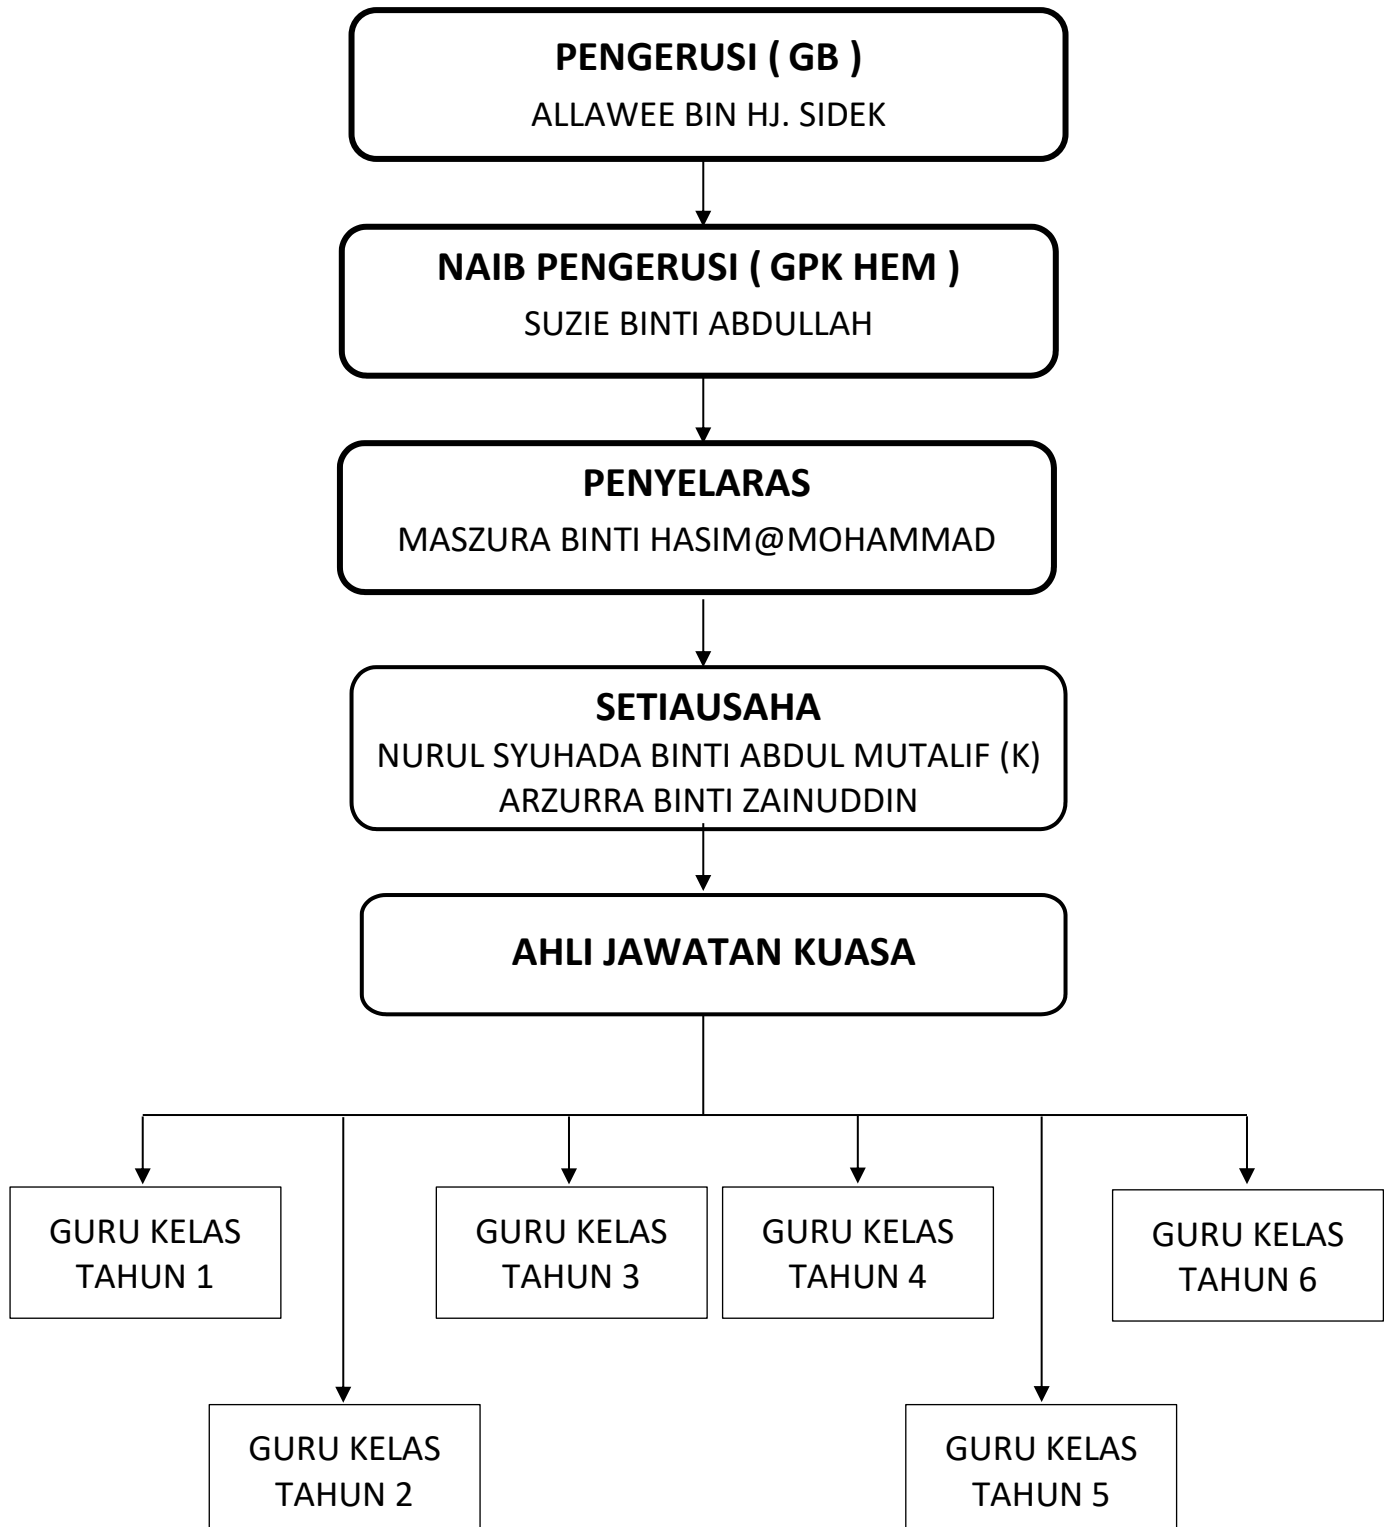 PENGERUSI ( GB )
ALLAWEE BIN HJ. SIDEK
NAIB PENGERUSI ( GPK HEM )
SUZIE BINTI ABDULLAH
PENYELARAS
MASZURA BINTI HASIM@MOHAMMAD
SETIAUSAHA
NURUL SYUHADA BINTI ABDUL MUTALIF (K)
ARZURRA BINTI ZAINUDDIN
AHLI JAWATAN KUASA
GURU KELAS
TAHUN 1
GURU KELAS
TAHUN 2
GURU KELAS
TAHUN 3
GURU KELAS
TAHUN 4
GURU KELAS
TAHUN 5
GURU KELAS
TAHUN 6